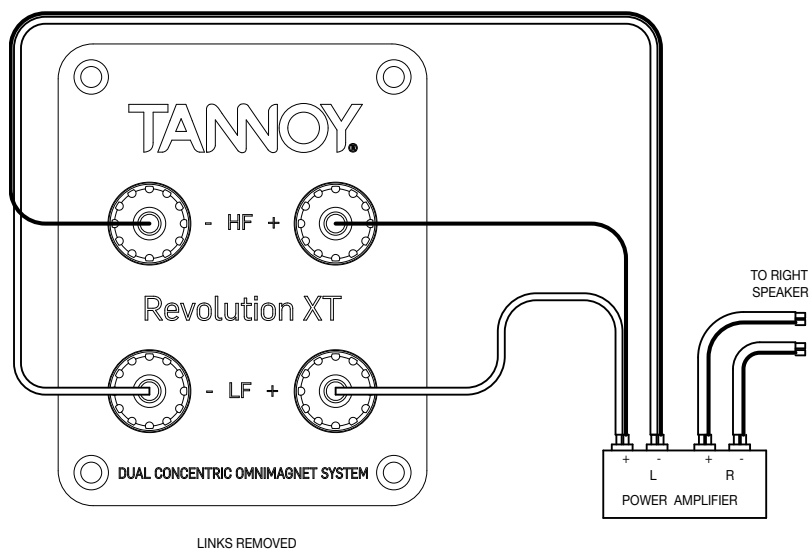 TANNOY®
- HF +
TO RIGHT
SPEAKER
Revolution XT
- LF +
+ - + -
L R
DUAL CONCENTRIC OMNIMAGNET SYSTEM
POWER AMPLIFIER
LINKS REMOVED